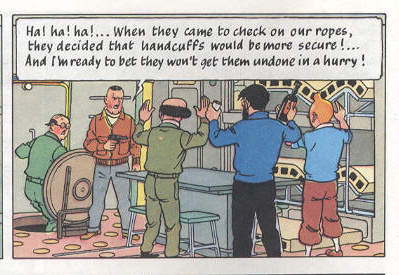 Ha! ha! ha!... When they came to check on our ropes,
they decided that handcuffs would be more secure!...
And I'm ready to bet they won't get them undone in a hurry!